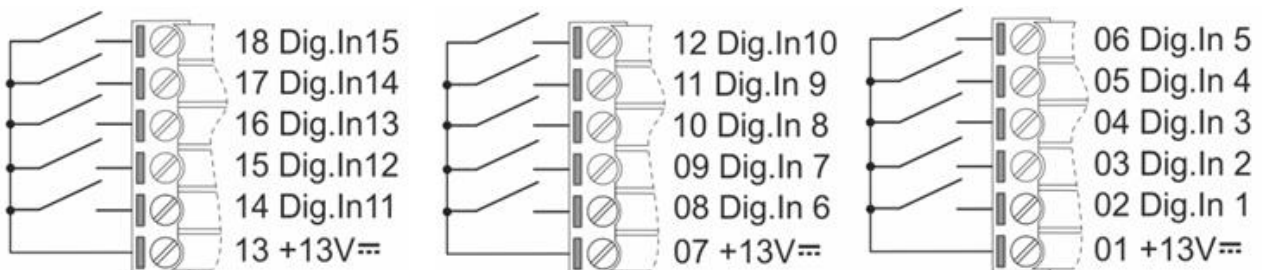 18 Dig.In15
17 Dig.In14
16 Dig.In13
15 Dig.In12
14 Dig.In11
13 +13V⎓
12 Dig.In10
11 Dig.In 9
10 Dig.In 8
09 Dig.In 7
08 Dig.In 6
07 +13V⎓
06 Dig.In 5
05 Dig.In 4
04 Dig.In 3
03 Dig.In 2
02 Dig.In 1
01 +13V⎓